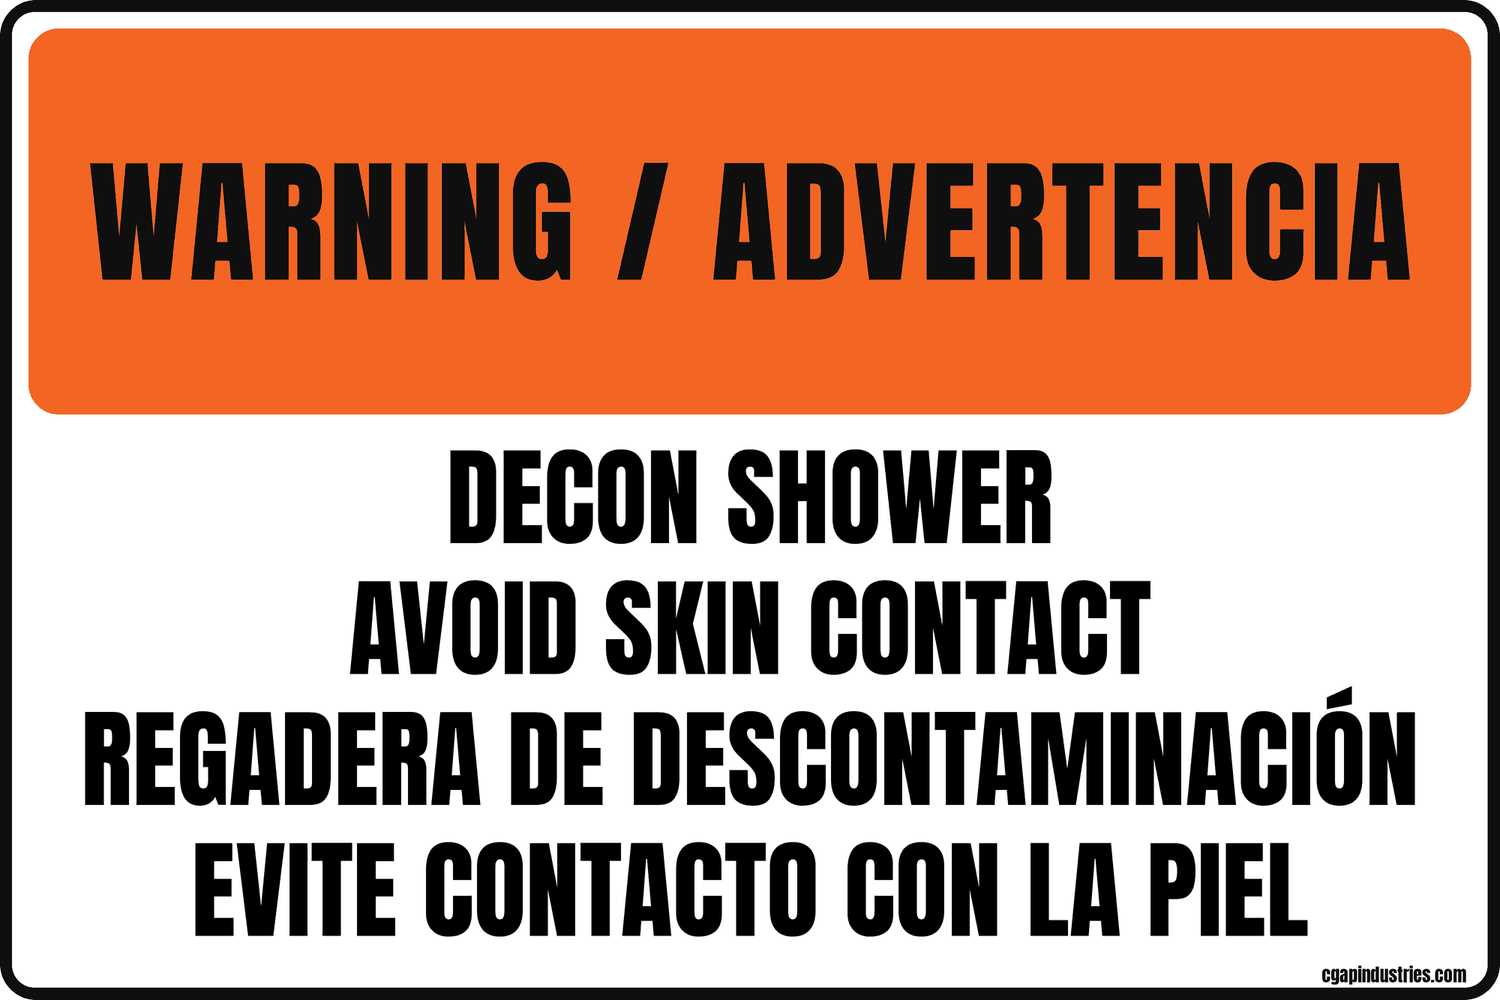 WARNING / ADVERTENCIA
DECON SHOWER
AVOID SKIN CONTACT
REGADERA DE DESCONTAMINACIÓN
EVITE CONTACTO CON LA PIEL
cgapindustries.com